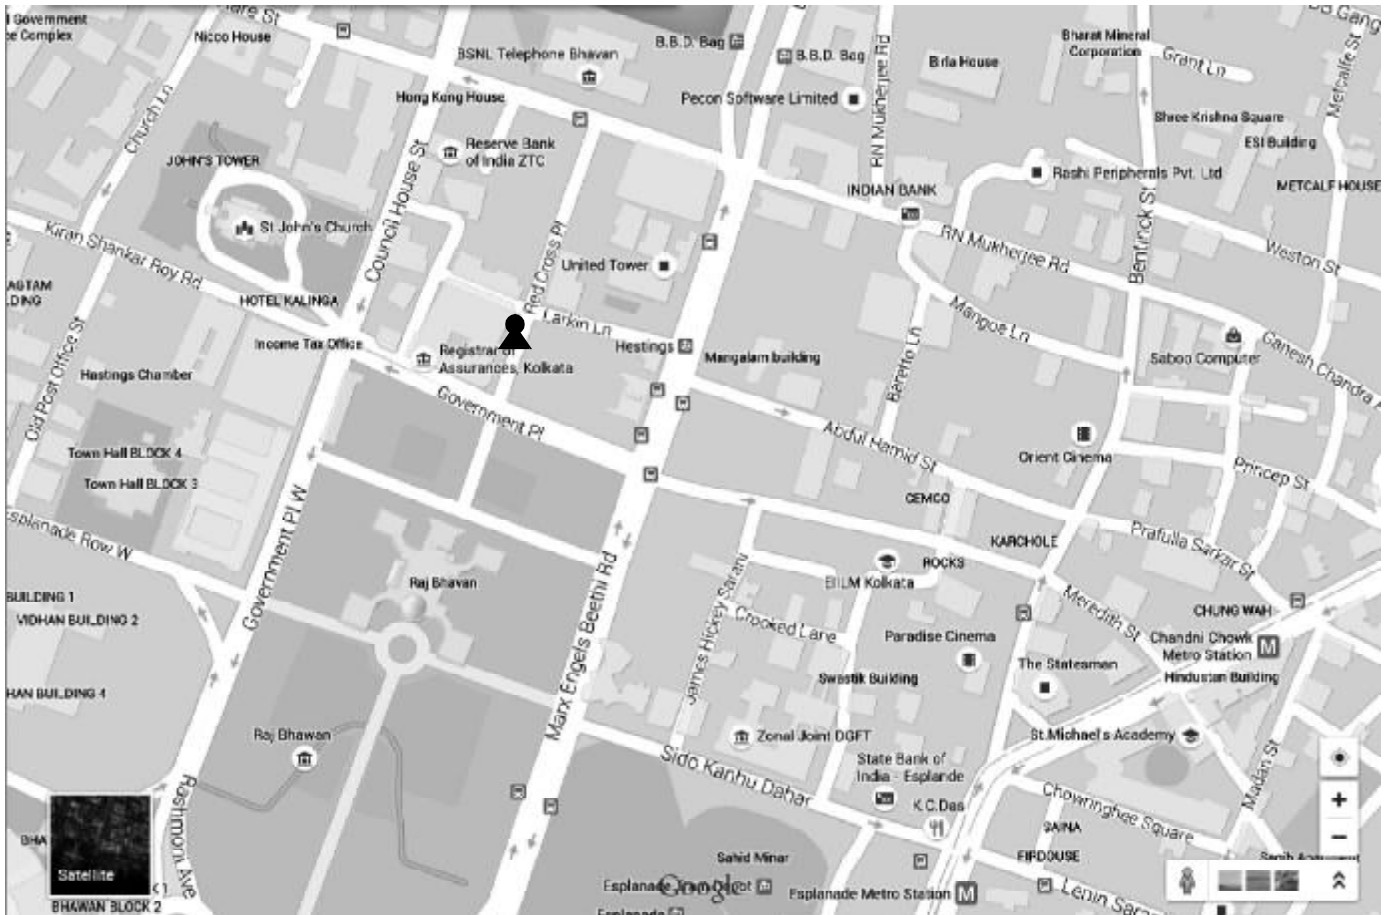 Government
Complex
Nicco House
BSNL Telephone Bhavan
B.B.D. Bag
B.B.D. Bag
RN Mukherjee Rd
Birla House
Bharat Mineral
Corporation
Grant Ln
Metcalfe St
Hong Kong House
Pecon Software Limited
Shree Krishna Square
ESI Building
Church Ln
Reserve Bank
of India ZTC
JOHN'S TOWER
Rashi Peripherals Pvt. Ltd
METCALF HOUSE
INDIAN BANK
St John's Church
Council House St
Kiran Shankar Roy Rd
Red Cross Pl
United Tower
RN Mukherjee Rd
Bentinck St
Weston St
HOTEL KALINGA
Larkin Ln
Mangoe Ln
Income Tax Office
Registrar of
Assurances, Kolkata
Hastings
Mangalam building
Baretto Ln
Saboo Computer
Ganesh Chandra A
Old Post Office St
Hastings Chamber
Government Pl
Abdul Hamid St
Orient Cinema
Princep St
Town Hall BLOCK 4
Town Hall BLOCK 3
CEMCO
Esplanade Row W
Government Pl W
Raj Bhavan
Marx Engels Beethi Rd
James Hickey Sarani
EIILM Kolkata
ROCKS
KARCHOLE
Prafulla Sarkar St
BUILDING 1
VIDHAN BUILDING 2
Crooked Lane
Paradise Cinema
Meredith St
CHUNG WAH
Chandni Chowk
Metro Station
The Statesman
Hindustan Building
HAN BUILDING 4
Swastik Building
Raj Bhawan
Zonal Joint DGFT
St.Michael's Academy
Sido Kanhu Dahar
State Bank of
India - Esplande
K.C.Das
Madan St
Chowringhee Square
Rashmoni Ave
SAINA
Satellite
Sahid Minar
FIRDOUSE
Esplanade Tram Depot
Google
Esplanade Metro Station
Lenin Sara
BHAWAN BLOCK 2
Esplanade